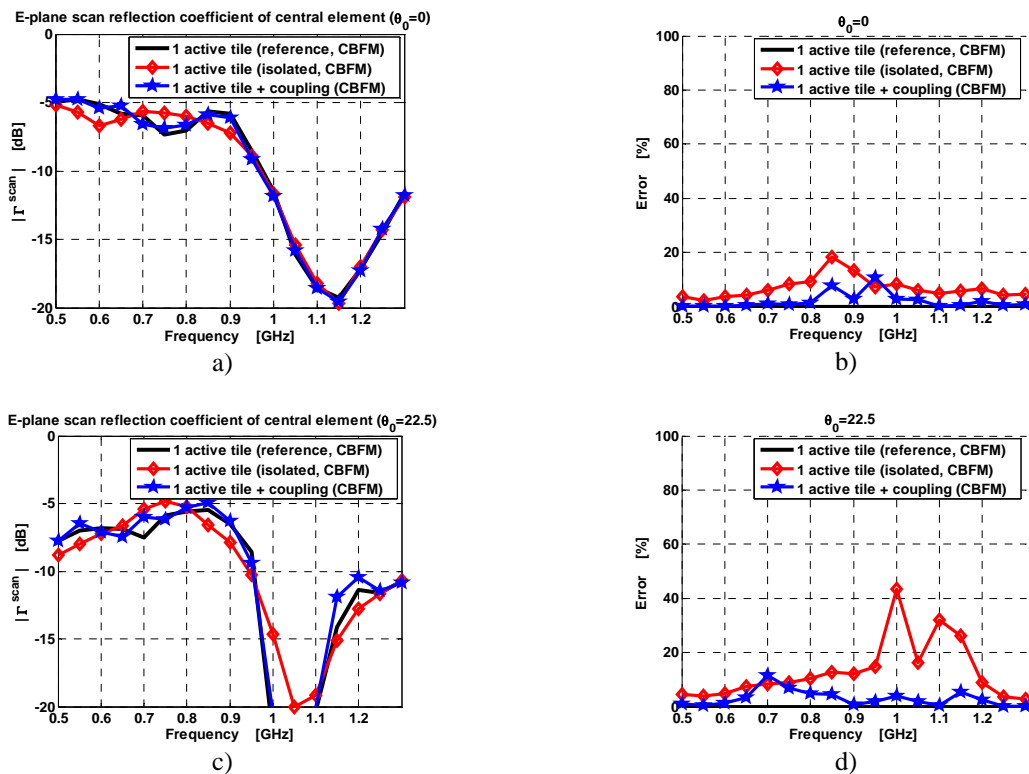 E-plane scan reflection coefficient of central element (θ0=0)
0
-5
-10
-15
-20
|Γ^scan| [dB]
1 active tile (reference, CBFM)
1 active tile (isolated, CBFM)
1 active tile + coupling (CBFM)
0.5 0.6 0.7 0.8 0.9 1.0 1.1 1.2
Frequency [GHz]
a)
θ0=0
100
80
60
40
20
0
Error [%]
1 active tile (reference, CBFM)
1 active tile (isolated, CBFM)
1 active tile + coupling (CBFM)
0.5 0.6 0.7 0.8 0.9 1 1.1 1.2
Frequency [GHz]
b)
E-plane scan reflection coefficient of central element (θ0=22.5)
0
-5
-10
-15
-20
|Γ^scan| [dB]
1 active tile (reference, CBFM)
1 active tile (isolated, CBFM)
1 active tile + coupling (CBFM)
0.5 0.6 0.7 0.8 0.9 1 1.1 1.2
Frequency [GHz]
c)
θ0=22.5
100
80
60
40
20
0
Error [%]
1 active tile (reference, CBFM)
1 active tile (isolated, CBFM)
1 active tile + coupling (CBFM)
0.5 0.6 0.7 0.8 0.9 1 1.1 1.2
Frequency [GHz]
d)